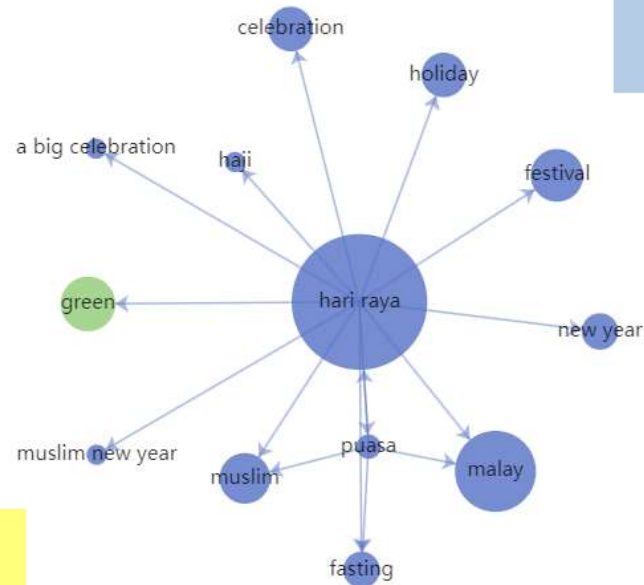 celebration
holiday
a big celebration
haji
festival
green
hari raya
new year
muslim new year
puasa
muslim
malay
fasting